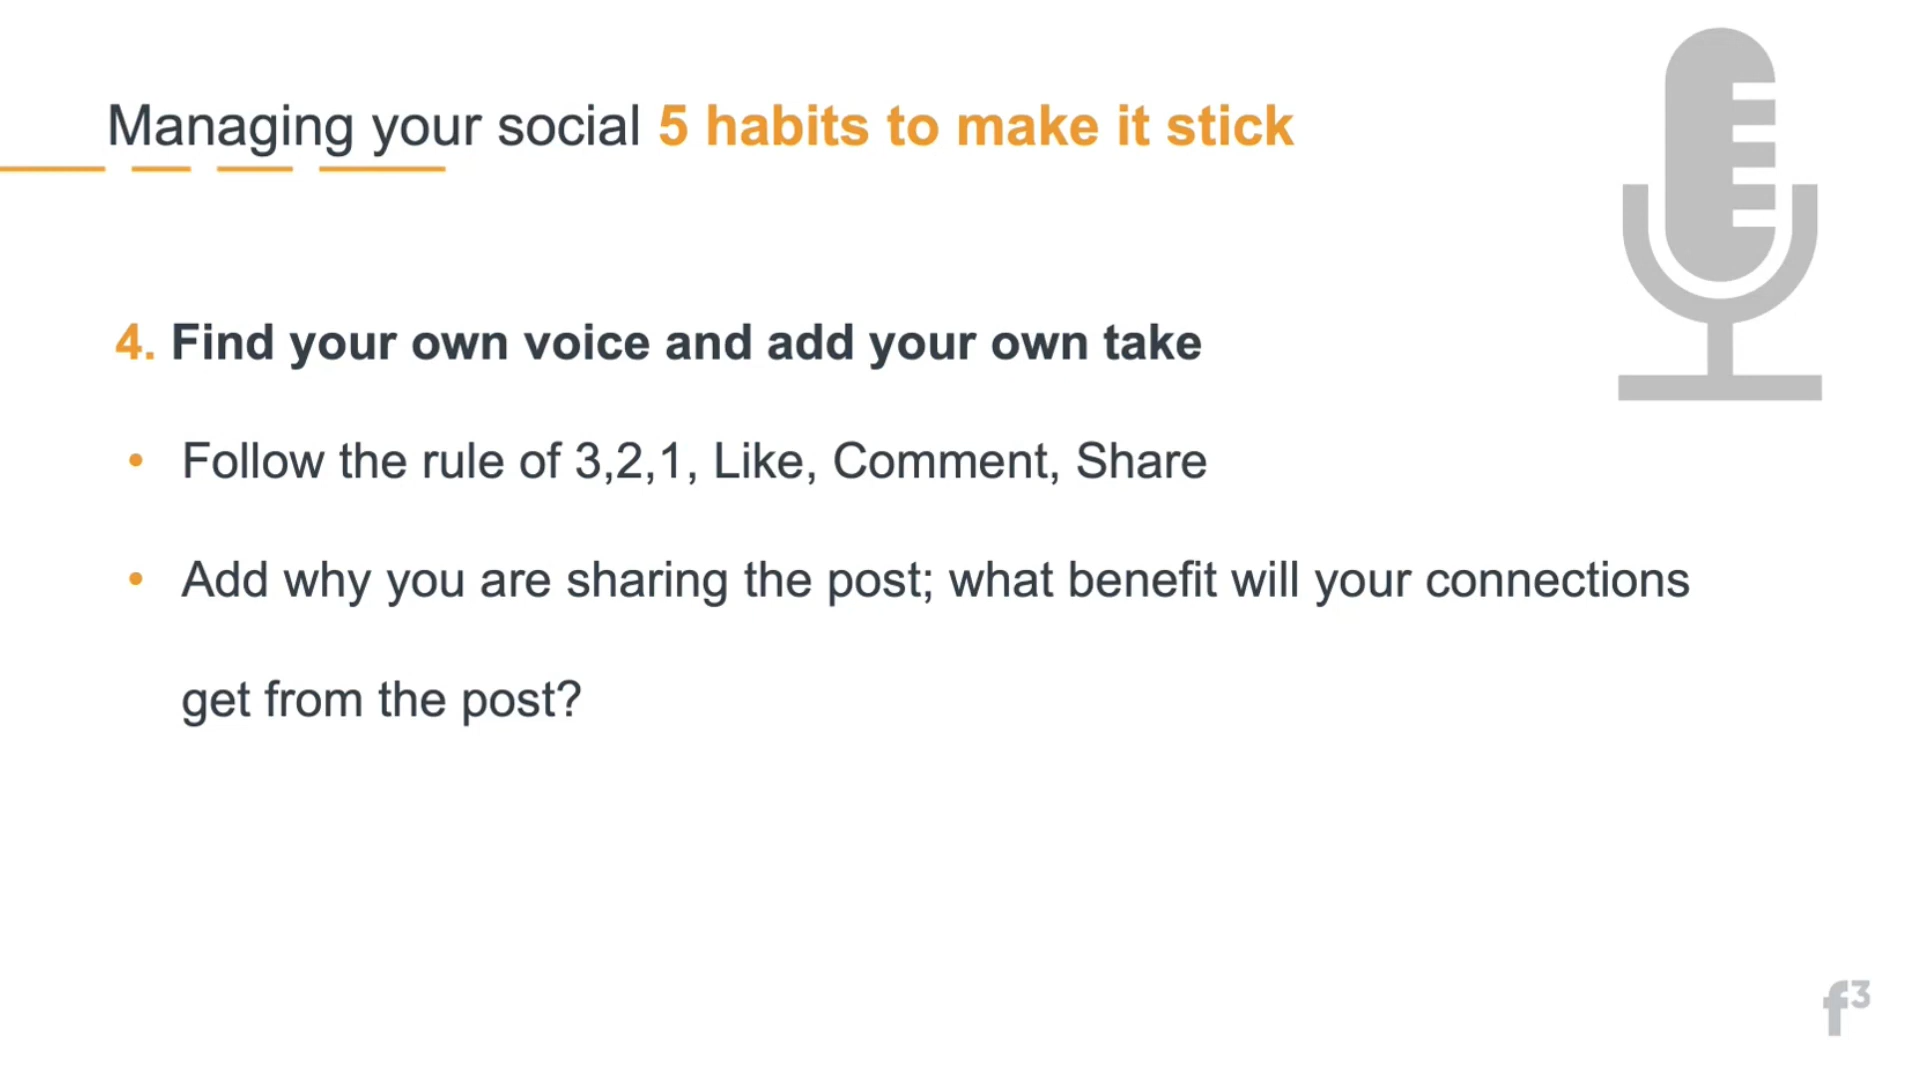 Managing your social 5 habits to make it stick
4. Find your own voice and add your own take
• Follow the rule of 3,2,1, Like, Comment, Share
• Add why you are sharing the post; what benefit will your connections
get from the post?
f³